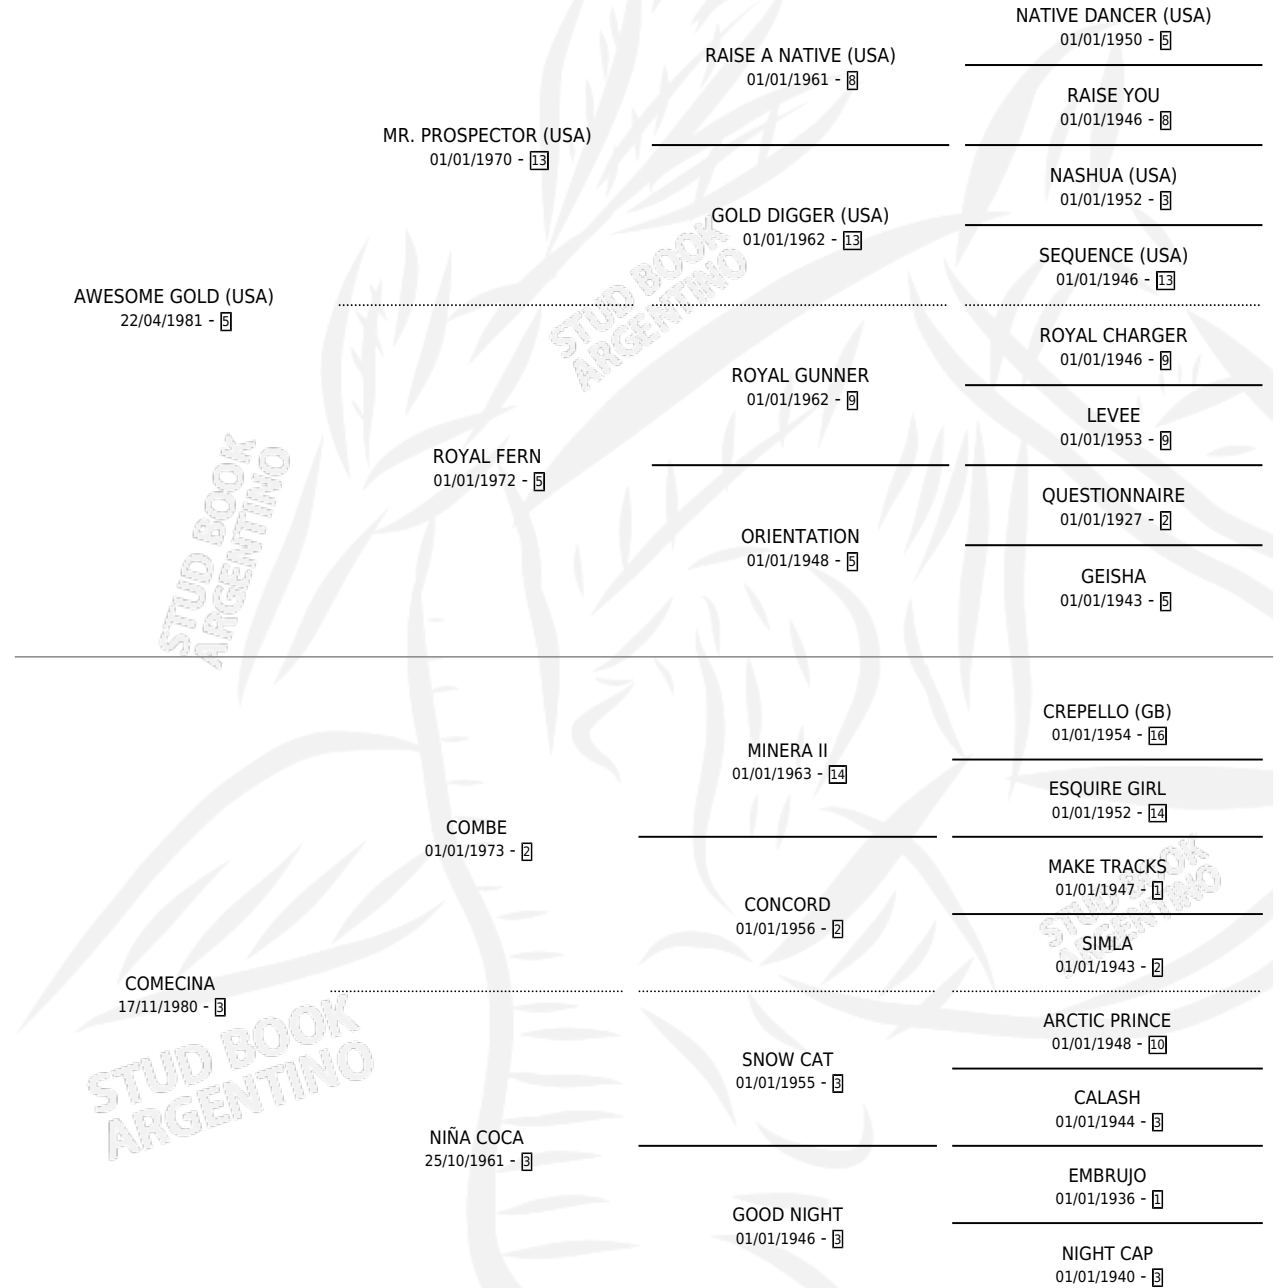 NATIVE DANCER (USA)
01/01/1950 - 5
RAISE A NATIVE (USA)
01/01/1961 - 8
RAISE YOU
01/01/1946 - 8
MR. PROSPECTOR (USA)
01/01/1970 - 13
NASHUA (USA)
01/01/1952 - 3
GOLD DIGGER (USA)
01/01/1962 - 13
SEQUENCE (USA)
01/01/1946 - 13
AWESOME GOLD (USA)
22/04/1981 - 5
STUD BOOK
ARGENTINO
ROYAL CHARGER
01/01/1946 - 9
ROYAL GUNNER
01/01/1962 - 9
LEVEE
01/01/1953 - 9
ROYAL FERN
01/01/1972 - 5
QUESTIONNAIRE
01/01/1927 - 2
ORIENTATION
01/01/1948 - 5
GEISHA
01/01/1943 - 5
STUD BOOK
ARGENTINO
CREPELLO (GB)
01/01/1954 - 16
MINERA II
01/01/1963 - 14
ESQUIRE GIRL
01/01/1952 - 14
COMBE
01/01/1973 - 2
MAKE TRACKS
01/01/1947 - 1
CONCORD
01/01/1956 - 2
SIMLA
01/01/1943 - 2
STUD BOOK
ARGENTINO
COMECINA
17/11/1980 - 3
ARCTIC PRINCE
01/01/1948 - 10
SNOW CAT
01/01/1955 - 3
CALASH
01/01/1944 - 3
STUD BOOK
ARGENTINO
NIÑA COCA
25/10/1961 - 3
EMBRUJO
01/01/1936 - 1
GOOD NIGHT
01/01/1946 - 3
NIGHT CAP
01/01/1940 - 3